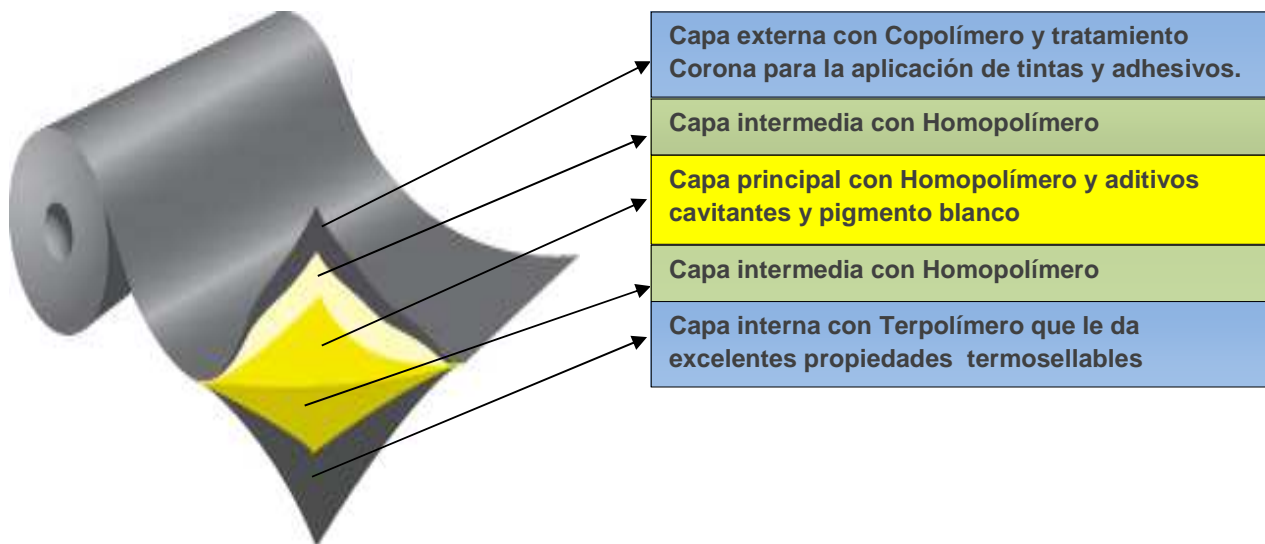 Capa externa con Copolímero y tratamiento
Corona para la aplicación de tintas y adhesivos.
Capa intermedia con Homopolímero
Capa principal con Homopolímero y aditivos
cavitantes y pigmento blanco
Capa intermedia con Homopolímero
Capa interna con Terpolímero que le da
excelentes propiedades  termosellables